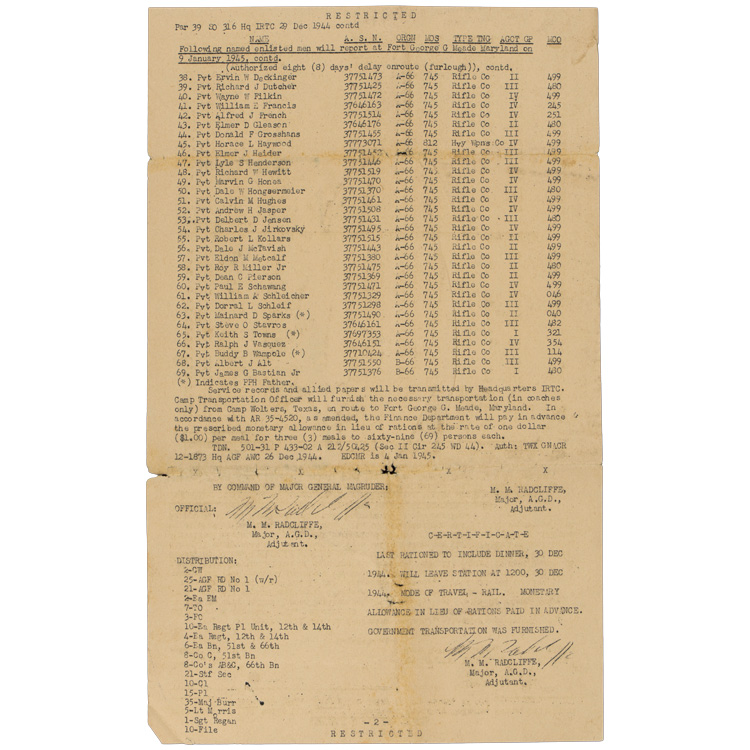 RESTRICTED
Par 39 SO 316 Hq IRTC 29 Dec 1944 contd
NAME A. S. N. ORGN MOS TYPE TNG AGCT GP MCO
Following named enlisted men will report at Fort George G Meade Maryland on
9 January 1945, contd.
(Authorized eight (8) days' delay enroute (furlough)), contd.
38. Pvt Ervin W Deckinger 37751473 A-66 745 Rifle Co II 499
39. Pvt Richard J Dutcher 37751425 A-66 745 Rifle Co III 480
40. Pvt Wayne W Filkin 37751472 A-66 745 Rifle Co IV 499
41. Pvt William E Francis 37646163 A-66 745 Rifle Co IV 245
42. Pvt Alfred J French 37751514 A-66 745 Rifle Co IV 251
43. Pvt Elmer D Gleason 37646176 A-66 745 Rifle Co II 480
44. Pvt Donald F Grosshans 37751455 A-66 745 Rifle Co III 499
45. Pvt Horace L Haywood 37773071 A-66 812 Hvy Wpns Co IV 499
46. Pvt Elmer J Heider 37751452 A-66 745 Rifle Co III 499
47. Pvt Lyle S Henderson 37751446 A-66 745 Rifle Co III 499
48. Pvt Richard W Hewitt 37751519 A-66 745 Rifle Co IV 499
49. Pvt Marvin G Honea 37751470 A-66 745 Rifle Co IV 499
50. Pvt Dale W Hongsermeier 37751370 A-66 745 Rifle Co III 480
51. Pvt Calvin M Hughes 37751461 A-66 745 Rifle Co IV 499
52. Pvt Andrew H Jasper 37751508 A-66 745 Rifle Co IV 499
53. Pvt Delbert D Jensen 37751431 A-66 745 Rifle Co III 480
54. Pvt Charles J Jirkovsky 37751495 A-66 745 Rifle Co IV 499
55. Pvt Robert L Kollars 37751515 A-66 745 Rifle Co II 499
56. Pvt Dale J McTavish 37751443 A-66 745 Rifle Co II 499
57. Pvt Eldon M Metcalf 37751380 A-66 745 Rifle Co III 499
58. Pvt Roy R Miller Jr 37751475 A-66 745 Rifle Co II 480
59. Pvt Dean C Pierson 37751369 A-66 745 Rifle Co II 499
60. Pvt Paul E Schawang 37751471 A-66 745 Rifle Co IV 499
61. Pvt William A Schleicher 37751329 A-66 745 Rifle Co IV 046
62. Pvt Dorral L Schleif 37751298 A-66 745 Rifle Co III 499
63. Pvt Mainard D Sparks (*) 37751490 A-66 745 Rifle Co II 040
64. Pvt Steve O Stavros 37646161 A-66 745 Rifle Co III 482
65. Pvt Keith S Towns (*) 37697353 A-66 745 Rifle Co I 321
66. Pvt Ralph J Vasquez 37646151 A-66 745 Rifle Co IV 354
67. Pvt Buddy B Wampole (*) 37710424 A-66 745 Rifle Co III 114
68. Pvt Albert J Alt 37751550 B-66 745 Rifle Co III 499
69. Pvt James G Bastian Jr 37751376 B-66 745 Rifle Co I 480
(*) Indicates PPH Father.
Service records and allied papers will be transmitted by Headquarters IRTC.
Camp Transportation Officer will furnish the necessary transportation (in coaches
only) from Camp Wolters, Texas, en route to Fort George G. Meade, Maryland. In
accordance with AR 35-4520, as amended, the Finance Department will pay in advance
the prescribed monetary allowance in lieu of rations at the rate of one dollar
($1.00) per meal for three (3) meals to sixty-nine (69) persons each.
TDN. 501-31 P 433-02 A 212/50425 (Sec II Cir 245 WD 44). Auth: TWX GNACR
12-1873 Hq AGF AWC 26 Dec 1944. EDCMR is 4 Jan 1945.
X X
BY COMMAND OF MAJOR GENERAL MAGRUDER:
M. M. RADCLIFFE,
Major, A.G.D.,
Adjutant.
OFFICIAL:
M. M. RADCLIFFE,
Major, A.G.D.,
Adjutant.
C-E-R-T-I-F-I-C-A-T-E
LAST RATIONED TO INCLUDE DINNER, 30 DEC
1944. WILL LEAVE STATION AT 1200, 30 DEC
1944. MODE OF TRAVEL - RAIL. MONETARY
ALLOWANCE IN LIEU OF RATIONS PAID IN ADVANCE.
GOVERNMENT TRANSPORTATION WAS FURNISHED.
M. M. RADCLIFFE,
Major, A.G.D.,
Adjutant.
DISTRIBUTION:
2-GW
25-AGF RD No 1 (w/r)
21-AGF RD No 1
2-Ea EM
7-TO
3-FC
10-Ea Regt Pl Unit, 12th & 14th
4-Ea Regt, 12th & 14th
6-Ea Bn, 51st & 66th
8-Co C, 51st Bn
8-Co's AB&C, 66th Bn
21-Stf Sec
10-Cl
15-Pl
35-Maj Burr
5-Lt Morris
1-Sgt Ragan
10-File
-2-
RESTRICTED